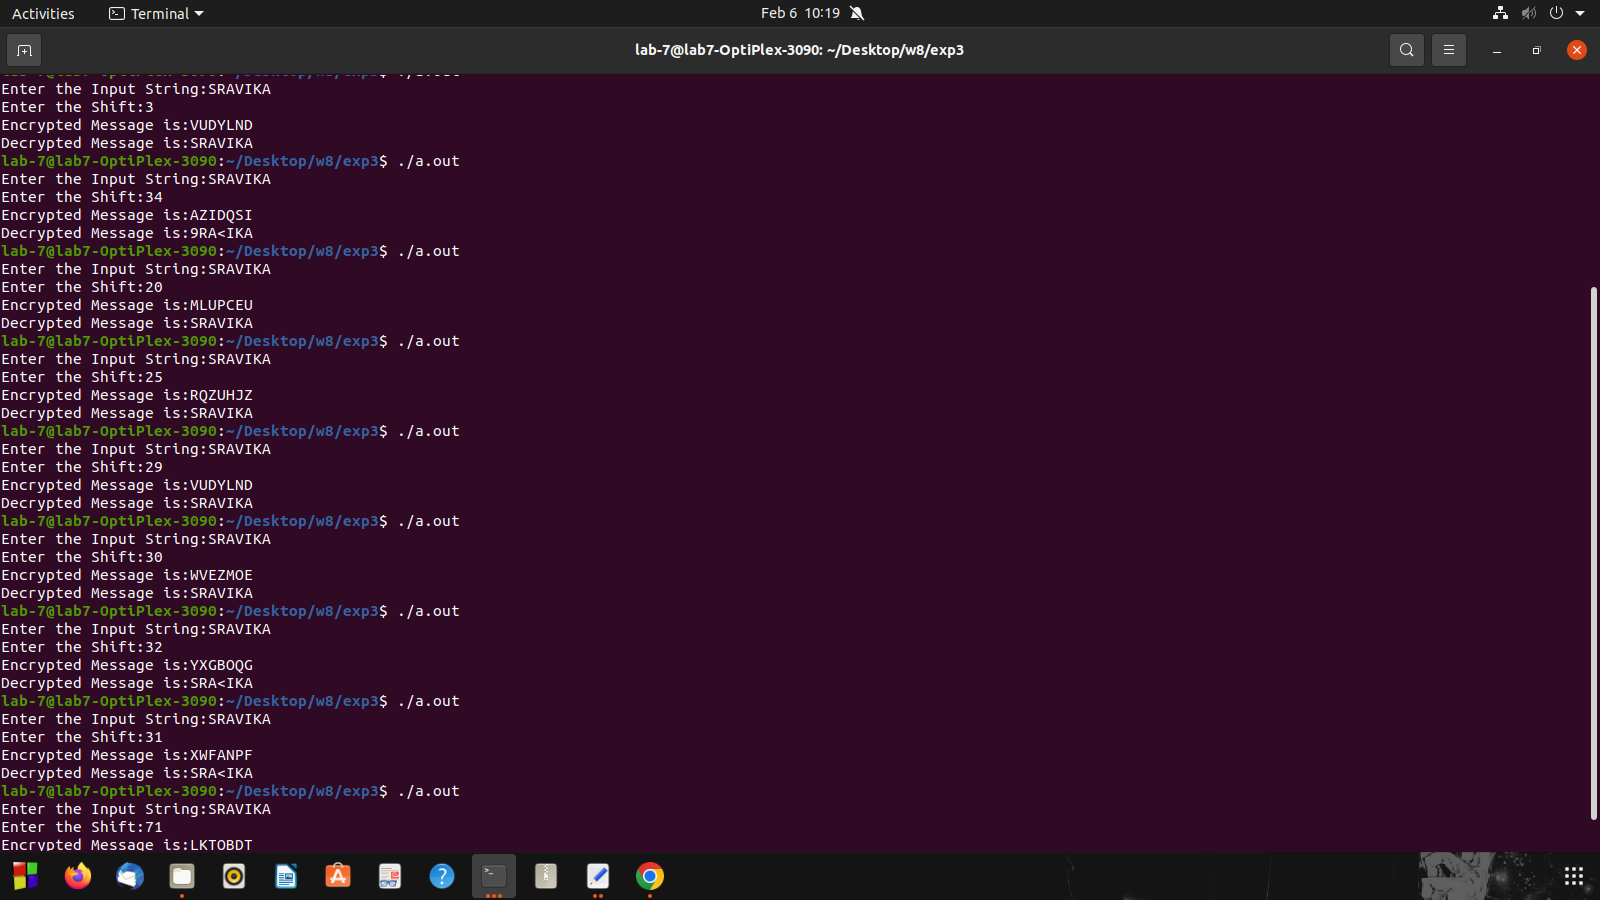 Activities
Terminal
Feb 6 10:19
lab-7@lab7-OptiPlex-3090: ~/Desktop/w8/exp3
lab-7@lab7-OptiPlex-3090:~/Desktop/w8/exp3$ ./a.out
Enter the Input String:SRAVIKA
Enter the Shift:3
Encrypted Message is:VUDYLND
Decrypted Message is:SRAVIKA
lab-7@lab7-OptiPlex-3090:~/Desktop/w8/exp3$ ./a.out
Enter the Input String:SRAVIKA
Enter the Shift:34
Encrypted Message is:AZIDQSI
Decrypted Message is:9RA<IKA
lab-7@lab7-OptiPlex-3090:~/Desktop/w8/exp3$ ./a.out
Enter the Input String:SRAVIKA
Enter the Shift:20
Encrypted Message is:MLUPCEU
Decrypted Message is:SRAVIKA
lab-7@lab7-OptiPlex-3090:~/Desktop/w8/exp3$ ./a.out
Enter the Input String:SRAVIKA
Enter the Shift:25
Encrypted Message is:RQZUHJZ
Decrypted Message is:SRAVIKA
lab-7@lab7-OptiPlex-3090:~/Desktop/w8/exp3$ ./a.out
Enter the Input String:SRAVIKA
Enter the Shift:29
Encrypted Message is:VUDYLND
Decrypted Message is:SRAVIKA
lab-7@lab7-OptiPlex-3090:~/Desktop/w8/exp3$ ./a.out
Enter the Input String:SRAVIKA
Enter the Shift:30
Encrypted Message is:WVEZMOE
Decrypted Message is:SRAVIKA
lab-7@lab7-OptiPlex-3090:~/Desktop/w8/exp3$ ./a.out
Enter the Input String:SRAVIKA
Enter the Shift:32
Encrypted Message is:YXGBOQG
Decrypted Message is:SRA<IKA
lab-7@lab7-OptiPlex-3090:~/Desktop/w8/exp3$ ./a.out
Enter the Input String:SRAVIKA
Enter the Shift:31
Encrypted Message is:XWFANPF
Decrypted Message is:SRA<IKA
lab-7@lab7-OptiPlex-3090:~/Desktop/w8/exp3$ ./a.out
Enter the Input String:SRAVIKA
Enter the Shift:71
Encrypted Message is:LKTOBDT